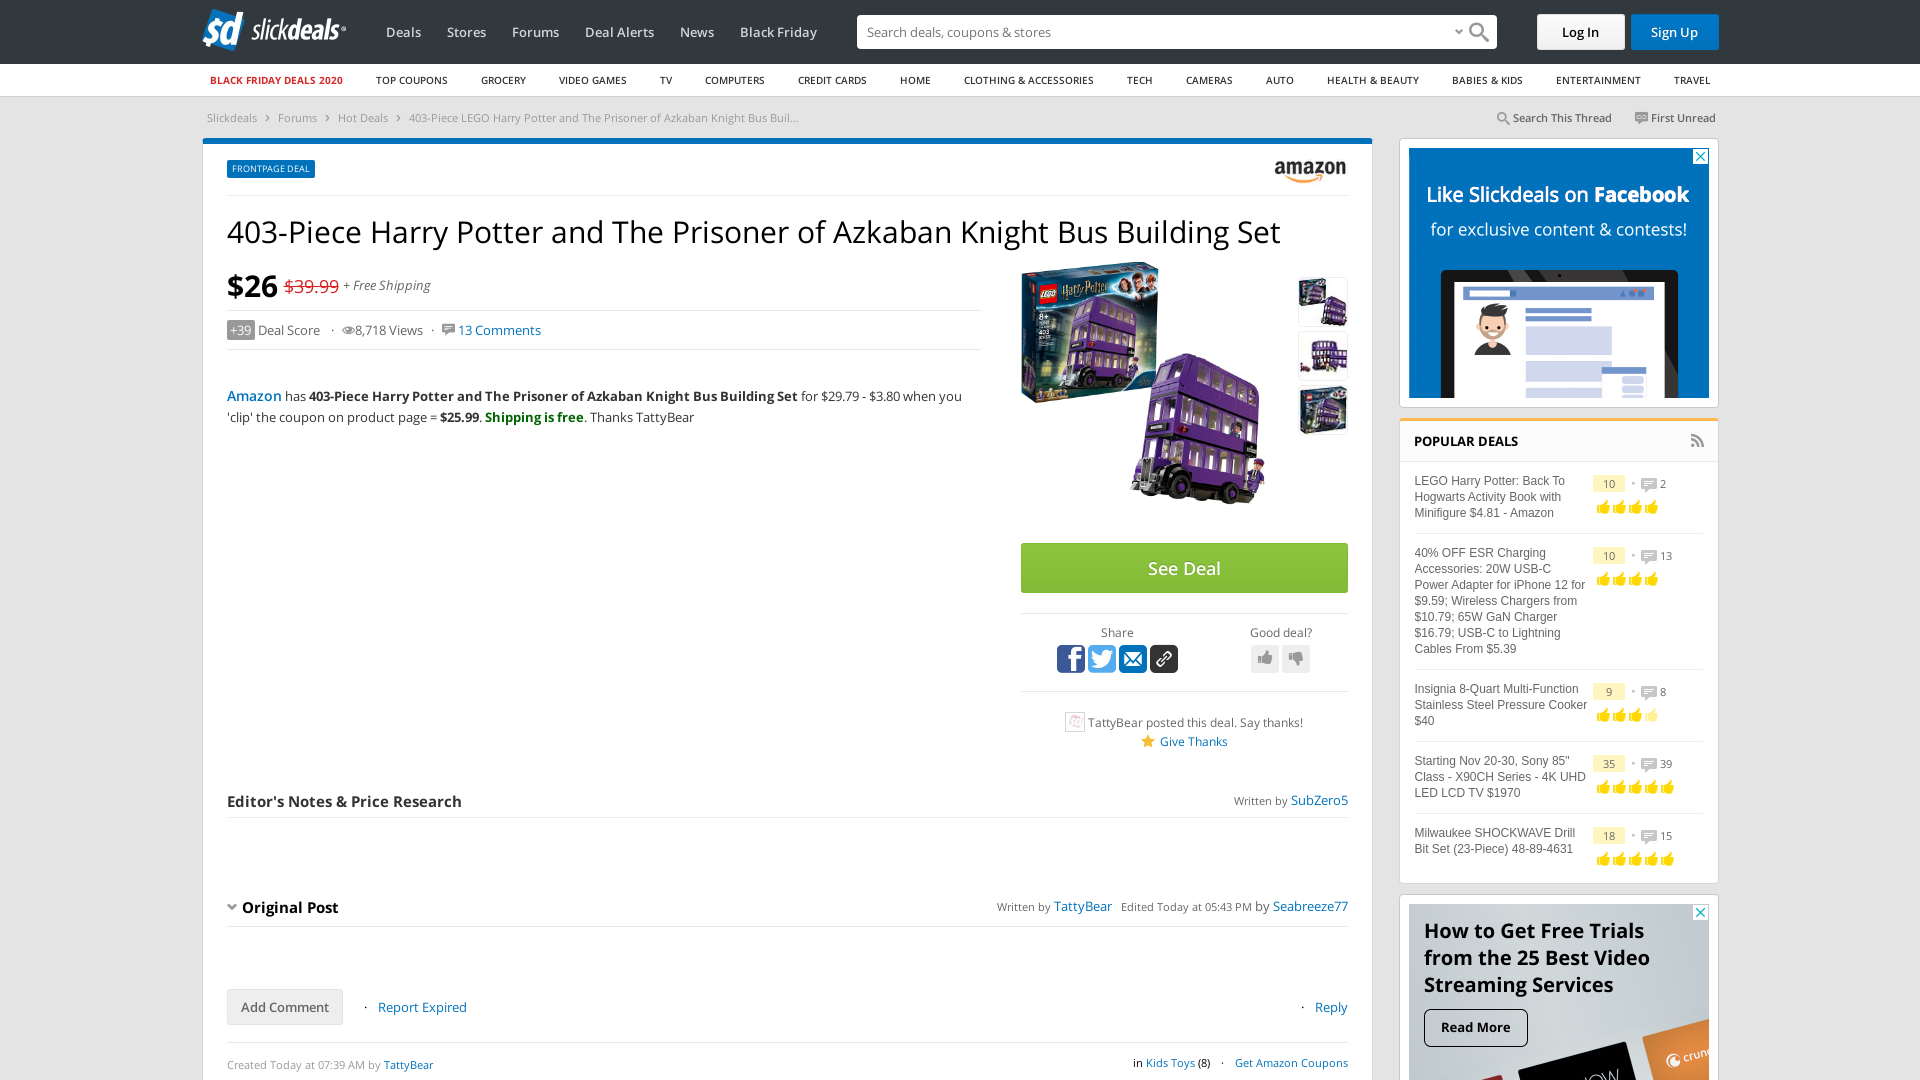 sd slickdeals
Deals
Stores
Forums
Deal Alerts
News
Black Friday
Search deals, coupons & stores
Log In
Sign Up
BLACK FRIDAY DEALS 2020
TOP COUPONS
GROCERY
VIDEO GAMES
TV
COMPUTERS
CREDIT CARDS
HOME
CLOTHING & ACCESSORIES
TECH
CAMERAS
AUTO
HEALTH & BEAUTY
BABIES & KIDS
ENTERTAINMENT
TRAVEL
Slickdeals > Forums > Hot Deals > 403-Piece LEGO Harry Potter and The Prisoner of Azkaban Knight Bus Buil...
Search This Thread
First Unread
FRONTPAGE DEAL
amazon
403-Piece Harry Potter and The Prisoner of Azkaban Knight Bus Building Set
$26 $39.99 + Free Shipping
+39 Deal Score · 8,718 Views · 13 Comments
Amazon has 403-Piece Harry Potter and The Prisoner of Azkaban Knight Bus Building Set for $29.79 - $3.80 when you
'clip' the coupon on product page = $25.99. Shipping is free. Thanks TattyBear
LEGO
Harry Potter
8+
403
See Deal
Share
Good deal?
TattyBear posted this deal. Say thanks!
Give Thanks
Editor's Notes & Price Research
Written by SubZero5
Original Post
Written by TattyBear Edited Today at 05:43 PM by Seabreeze77
Add Comment
· Report Expired
· Reply
Created Today at 07:39 AM by TattyBear
in Kids Toys (8) · Get Amazon Coupons
Like Slickdeals on Facebook
for exclusive content & contests!
POPULAR DEALS
LEGO Harry Potter: Back To
Hogwarts Activity Book with
Minifigure $4.81 - Amazon
10 • 2
40% OFF ESR Charging
Accessories: 20W USB-C
Power Adapter for iPhone 12 for
$9.59; Wireless Chargers from
$10.79; 65W GaN Charger
$16.79; USB-C to Lightning
Cables From $5.39
10 • 13
Insignia 8-Quart Multi-Function
Stainless Steel Pressure Cooker
$40
9 • 8
Starting Nov 20-30, Sony 85"
Class - X90CH Series - 4K UHD
LED LCD TV $1970
35 • 39
Milwaukee SHOCKWAVE Drill
Bit Set (23-Piece) 48-89-4631
18 • 15
How to Get Free Trials
from the 25 Best Video
Streaming Services
Read More